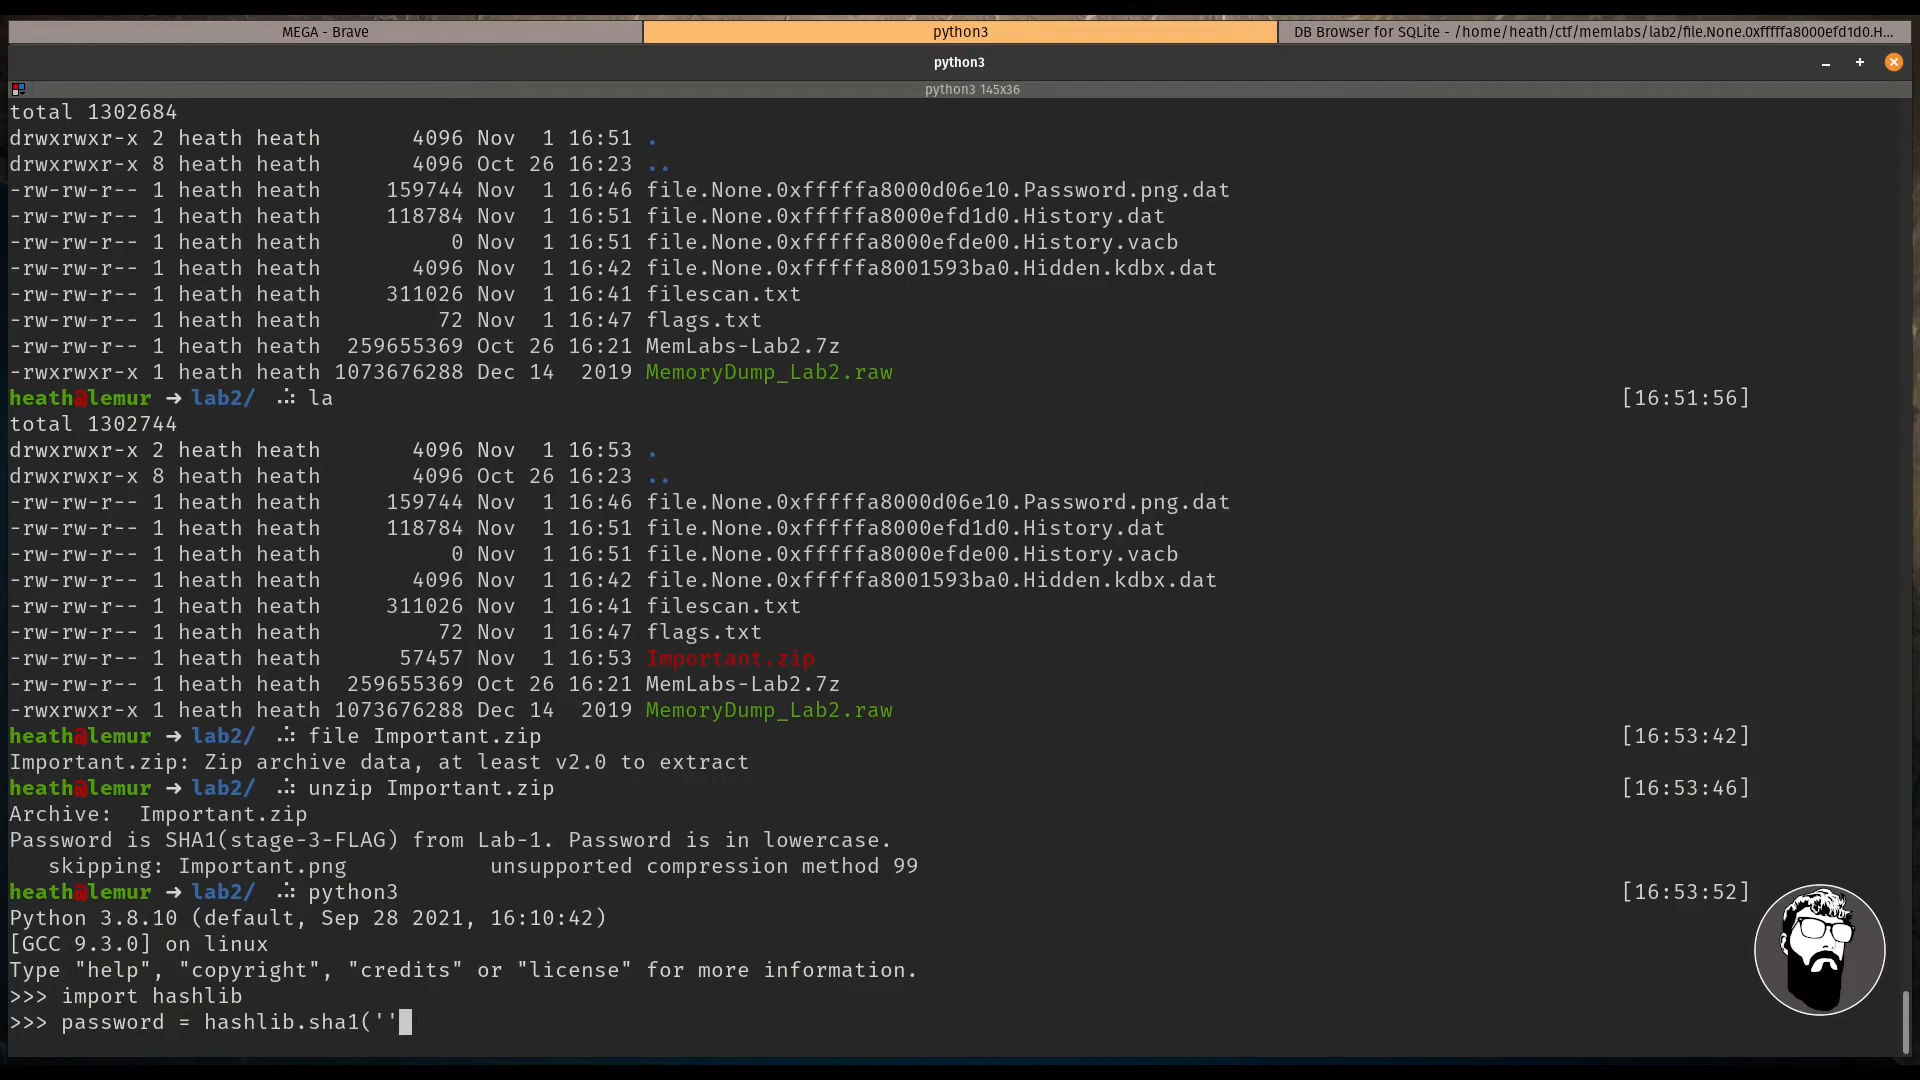 MEGA - Brave
python3
DB Browser for SQLite - /home/heath/ctf/memlabs/lab2/file.None.0xfffffa8000efd1d0.H...
python3
python3 145x36
total 1302684
drwxrwxr-x 2 heath heath       4096 Nov  1 16:51 .
drwxrwxr-x 8 heath heath       4096 Oct 26 16:23 ..
-rw-rw-r-- 1 heath heath     159744 Nov  1 16:46 file.None.0xfffffa8000d06e10.Password.png.dat
-rw-rw-r-- 1 heath heath     118784 Nov  1 16:51 file.None.0xfffffa8000efd1d0.History.dat
-rw-rw-r-- 1 heath heath          0 Nov  1 16:51 file.None.0xfffffa8000efde00.History.vacb
-rw-rw-r-- 1 heath heath       4096 Nov  1 16:42 file.None.0xfffffa8001593ba0.Hidden.kdbx.dat
-rw-rw-r-- 1 heath heath     311026 Nov  1 16:41 filescan.txt
-rw-rw-r-- 1 heath heath         72 Nov  1 16:47 flags.txt
-rw-rw-r-- 1 heath heath  259655369 Oct 26 16:21 MemLabs-Lab2.7z
-rwxrwxr-x 1 heath heath 1073676288 Dec 14  2019 MemoryDump_Lab2.raw
heath@lemur → lab2/ .:: la [16:51:56]
total 1302744
drwxrwxr-x 2 heath heath       4096 Nov  1 16:53 .
drwxrwxr-x 8 heath heath       4096 Oct 26 16:23 ..
-rw-rw-r-- 1 heath heath     159744 Nov  1 16:46 file.None.0xfffffa8000d06e10.Password.png.dat
-rw-rw-r-- 1 heath heath     118784 Nov  1 16:51 file.None.0xfffffa8000efd1d0.History.dat
-rw-rw-r-- 1 heath heath          0 Nov  1 16:51 file.None.0xfffffa8000efde00.History.vacb
-rw-rw-r-- 1 heath heath       4096 Nov  1 16:42 file.None.0xfffffa8001593ba0.Hidden.kdbx.dat
-rw-rw-r-- 1 heath heath     311026 Nov  1 16:41 filescan.txt
-rw-rw-r-- 1 heath heath         72 Nov  1 16:47 flags.txt
-rw-rw-r-- 1 heath heath      57457 Nov  1 16:53 Important.zip
-rw-rw-r-- 1 heath heath  259655369 Oct 26 16:21 MemLabs-Lab2.7z
-rwxrwxr-x 1 heath heath 1073676288 Dec 14  2019 MemoryDump_Lab2.raw
heath@lemur → lab2/ .:: file Important.zip [16:53:42]
Important.zip: Zip archive data, at least v2.0 to extract
heath@lemur → lab2/ .:: unzip Important.zip [16:53:46]
Archive:  Important.zip
Password is SHA1(stage-3-FLAG) from Lab-1. Password is in lowercase.
   skipping: Important.png           unsupported compression method 99
heath@lemur → lab2/ .:: python3 [16:53:52]
Python 3.8.10 (default, Sep 28 2021, 16:10:42)
[GCC 9.3.0] on linux
Type "help", "copyright", "credits" or "license" for more information.
>>> import hashlib
>>> password = hashlib.sha1(''